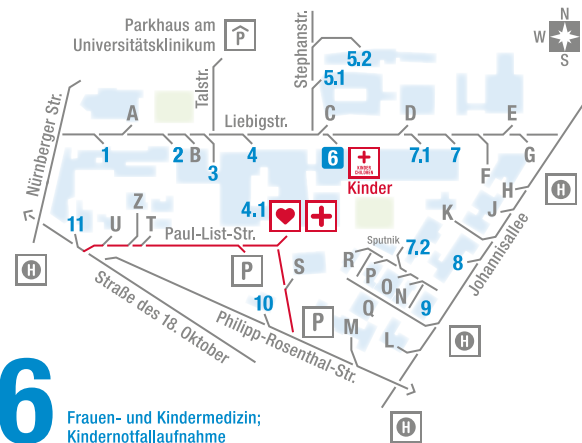 Parkhaus am
Universitätsklinikum
P
Stephanstr.
5.2
5.1
N
W
S
Nürnberger Str.
Talstr.
A
Liebigstr.
C
D
E
1
2
B
3
4
6
KINDER
CHILDREN
Kinder
7.1
7
F
G
H
H
J
K
4.1
11
U
Z
T
Paul-List-Str.
Sputnik
7.2
R
P
O
N
Q
8
9
Johannisallee
H
P
S
10
P
M
L
H
Straße des 18. Oktober
Philipp-Rosenthal-Str.
H
6
Frauen- und Kindermedizin;
Kindernotfallaufnahme